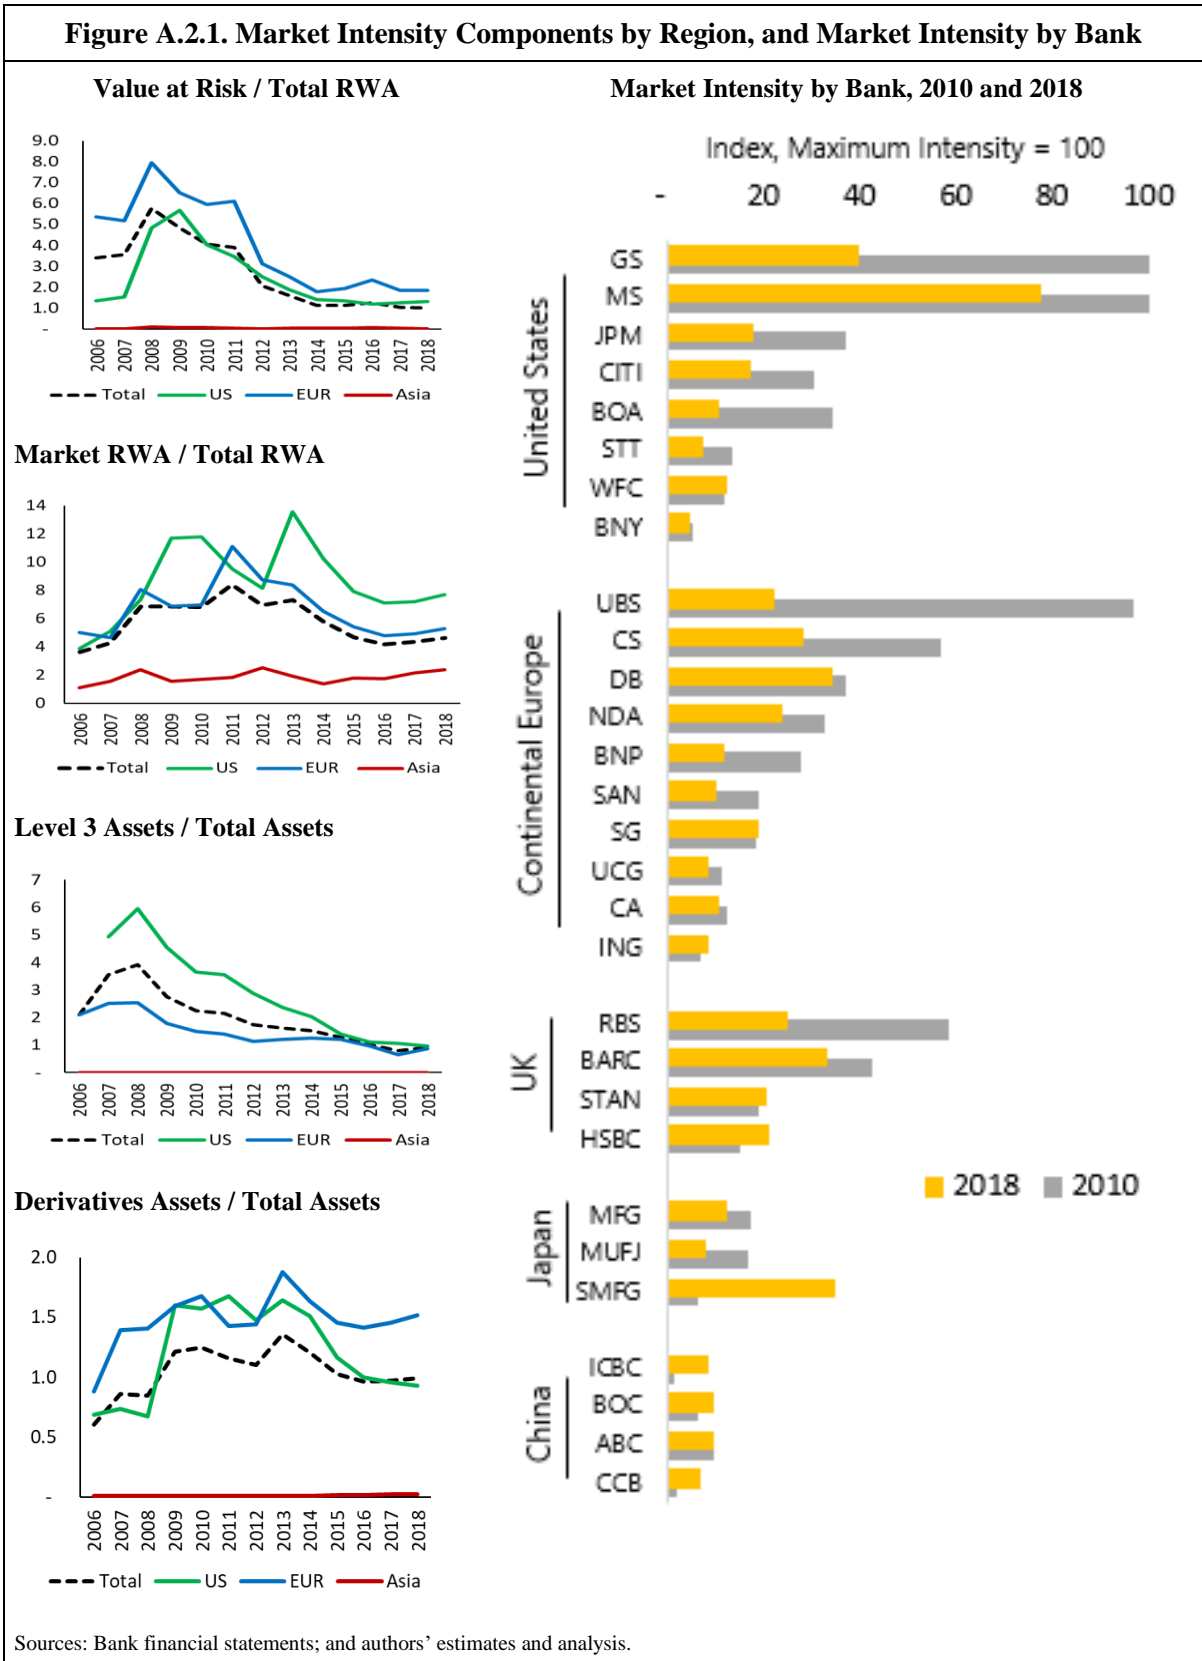 Figure A.2.1. Market Intensity Components by Region, and Market Intensity by Bank
Value at Risk / Total RWA
9.0
8.0
7.0
6.0
5.0
4.0
3.0
2.0
1.0
-
2006 2007 2008 2009 2010 2011 2012 2013 2014 2015 2016 2017 2018
Total US EUR Asia
Market RWA / Total RWA
14
12
10
8
6
4
2
0
2006 2007 2008 2009 2010 2011 2012 2013 2014 2015 2016 2017 2018
Total US EUR Asia
Level 3 Assets / Total Assets
7
6
5
4
3
2
1
-
2006 2007 2008 2009 2010 2011 2012 2013 2014 2015 2016 2017 2018
Total US EUR Asia
Derivatives Assets / Total Assets
2.0
1.5
1.0
0.5
-
2006 2007 2008 2009 2010 2011 2012 2013 2014 2015 2016 2017 2018
Total US EUR Asia
Market Intensity by Bank, 2010 and 2018
Index, Maximum Intensity = 100
- 20 40 60 80 100
United States
GS
MS
JPM
CITI
BOA
STT
WFC
BNY
Continental Europe
UBS
CS
DB
NDA
BNP
SAN
SG
UCG
CA
ING
UK
RBS
BARC
STAN
HSBC
2018 2010
Japan
MFG
MUFJ
SMFG
China
ICBC
BOC
ABC
CCB
Sources: Bank financial statements; and authors’ estimates and analysis.